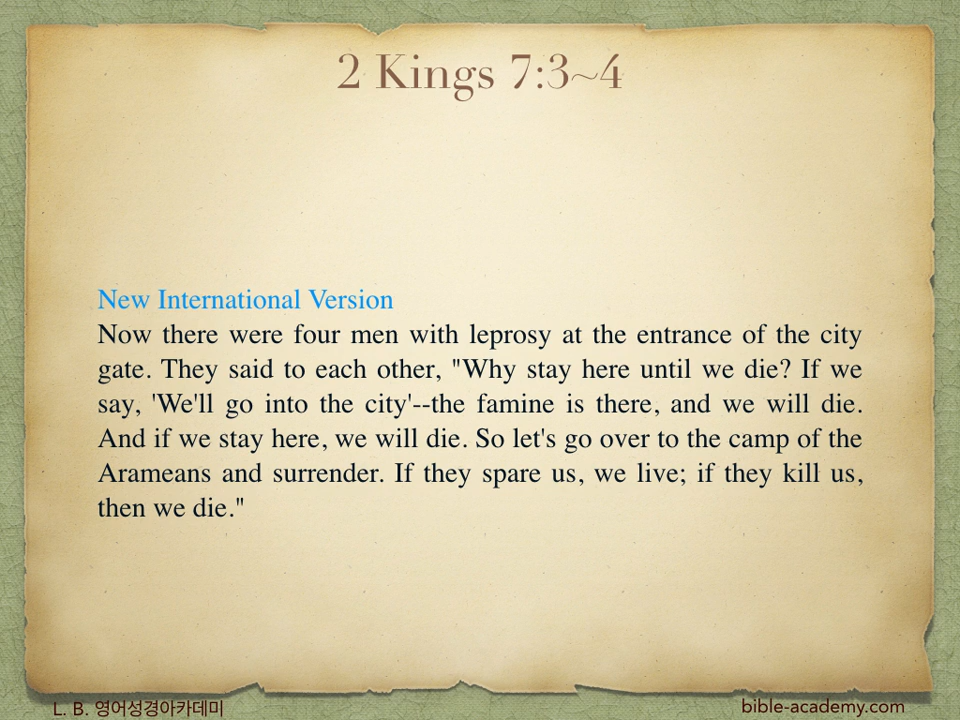 2 Kings 7:3~4
New International Version
Now there were four men with leprosy at the entrance of the city
gate. They said to each other, "Why stay here until we die? If we
say, 'We'll go into the city'--the famine is there, and we will die.
And if we stay here, we will die. So let's go over to the camp of the
Arameans and surrender. If they spare us, we live; if they kill us,
then we die."
L. B. 영어성경아카데미
bible-academy.com